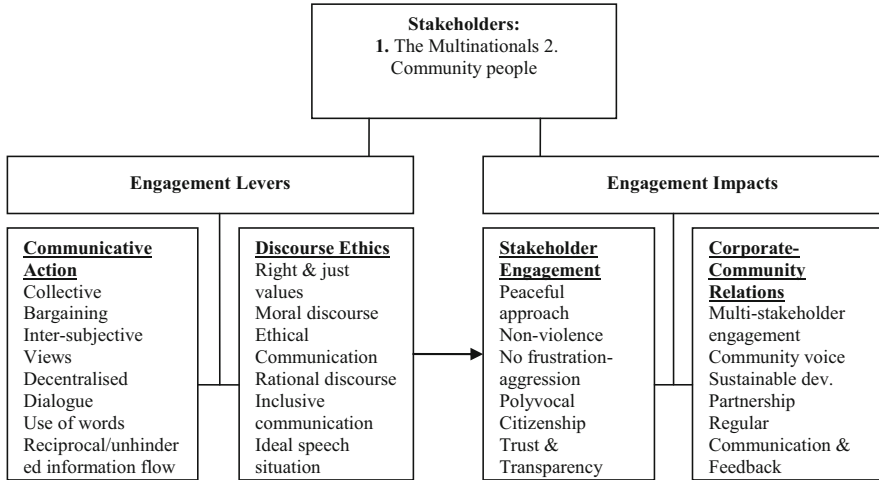 Stakeholders:
1. The Multinationals 2.
Community people
Engagement Levers
Engagement Impacts
Communicative
Action
Collective
Bargaining
Inter-subjective
Views
Decentralised
Dialogue
Use of words
Reciprocal/unhinder
ed information flow
Discourse Ethics
Right & just
values
Moral discourse
Ethical
Communication
Rational discourse
Inclusive
communication
Ideal speech
situation
Stakeholder
Engagement
Peaceful
approach
Non-violence
No frustration-
aggression
Polyvocal
Citizenship
Trust &
Transparency
Corporate-
Community
Relations
Multi-stakeholder
engagement
Community voice
Sustainable dev.
Partnership
Regular
Communication &
Feedback